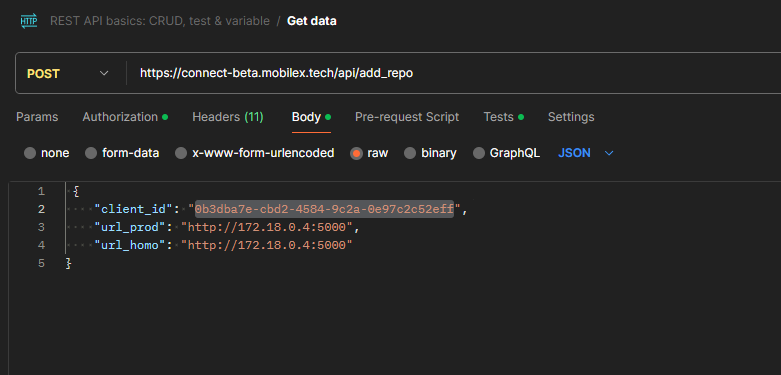 HTTP REST API basics: CRUD, test & variable / Get data
POST https://connect-beta.mobilex.tech/api/add_repo
Params Authorization Headers (11) Body Pre-request Script Tests Settings
none form-data x-www-form-urlencoded raw binary GraphQL JSON
1 {
2 "client_id": "0b3dba7e-cbd2-4584-9c2a-0e97c2c52eff",
3 "url_prod": "http://172.18.0.4:5000",
4 "url_homo": "http://172.18.0.4:5000"
5 }